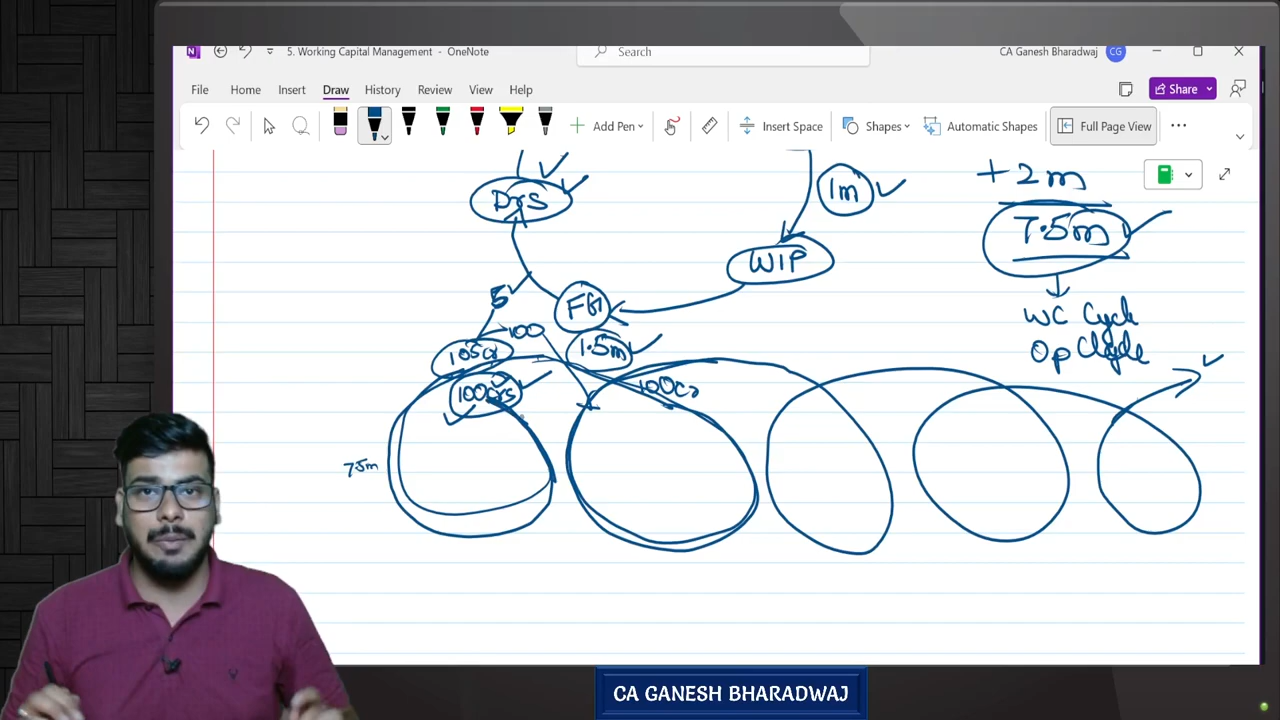 5. Working Capital Management - OneNote
Search
CA Ganesh Bharadwaj
CG
File Home Insert Draw History Review View Help
Share
Add Pen
Insert Space
Shapes
Automatic Shapes
Full Page View
+2m
DrS
1m
7.5m
WIP
5
FG
WC Cycle
100
105cr
1.5m
100crs
100cr
75m
CA GANESH BHARADWAJ